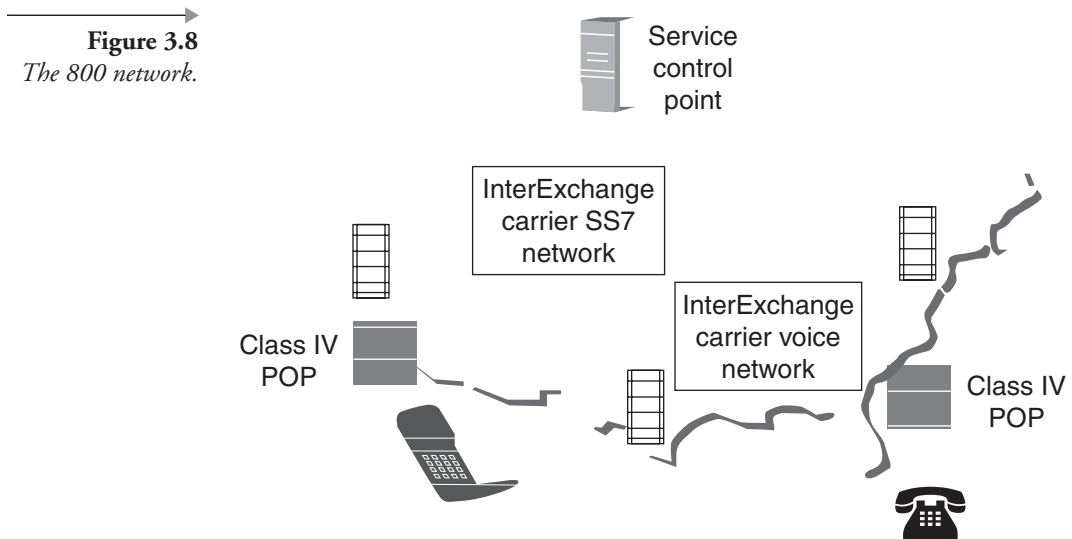 Figure 3.8
The 800 network.
Service
control
point
InterExchange
carrier SS7
network
InterExchange
carrier voice
network
Class IV
POP
Class IV
POP